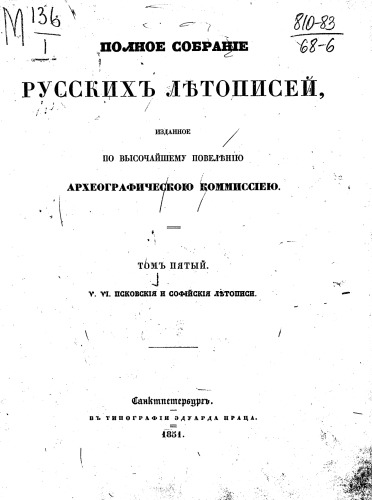 М 136
1
810-83
68-6
ПОЛНОЕ СОБРАНІЕ
РУССКИХЪ ЛѢТОПИСЕЙ,
ИЗДАННОЕ
ПО ВЫСОЧАЙШЕМУ ПОВЕЛѢНІЮ
АРХЕОГРАФИЧЕСКОЮ КОММИССІЕЮ.
ТОМЪ ПЯТЫЙ.
V. VI. ПСКОВСКІЯ И СОФІЙСКІЯ ЛѢТОПИСИ.
Санктпетербургъ.
ВЪ ТИПОГРАФІИ ЭДУАРДА ПРАЦА.
1851.